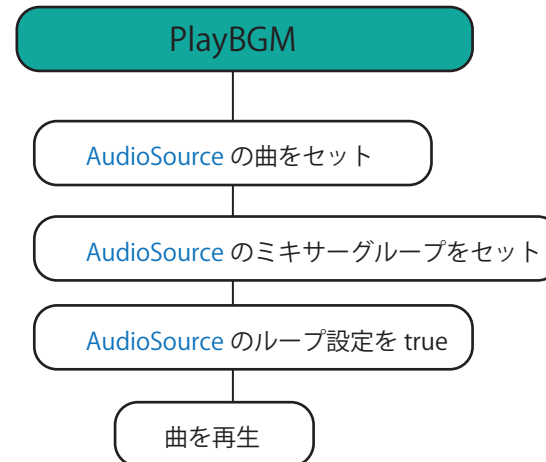 PlayBGM
AudioSource の曲をセット
AudioSource のミキサーグループをセット
AudioSource のループ設定を true
曲を再生